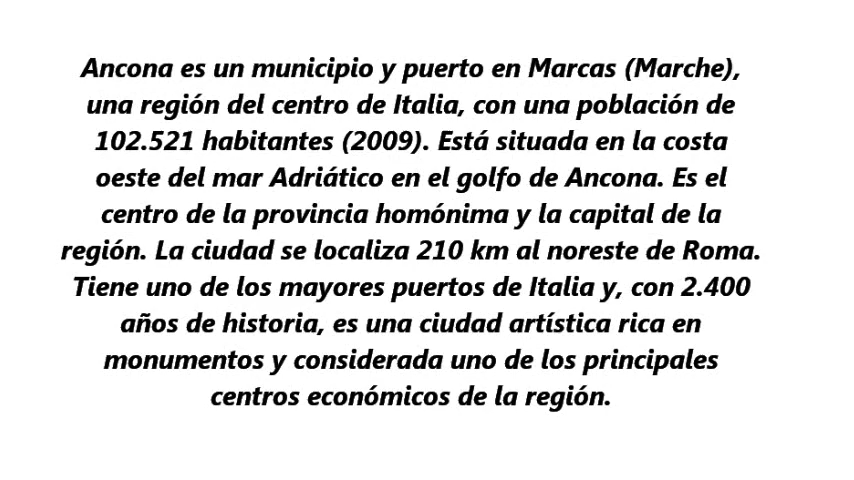 Ancona es un municipio y puerto en Marcas (Marche),
una región del centro de Italia, con una población de
102.521 habitantes (2009). Está situada en la costa
oeste del mar Adriático en el golfo de Ancona. Es el
centro de la provincia homónima y la capital de la
región. La ciudad se localiza 210 km al noreste de Roma.
Tiene uno de los mayores puertos de Italia y, con 2.400
años de historia, es una ciudad artística rica en
monumentos y considerada uno de los principales
centros económicos de la región.